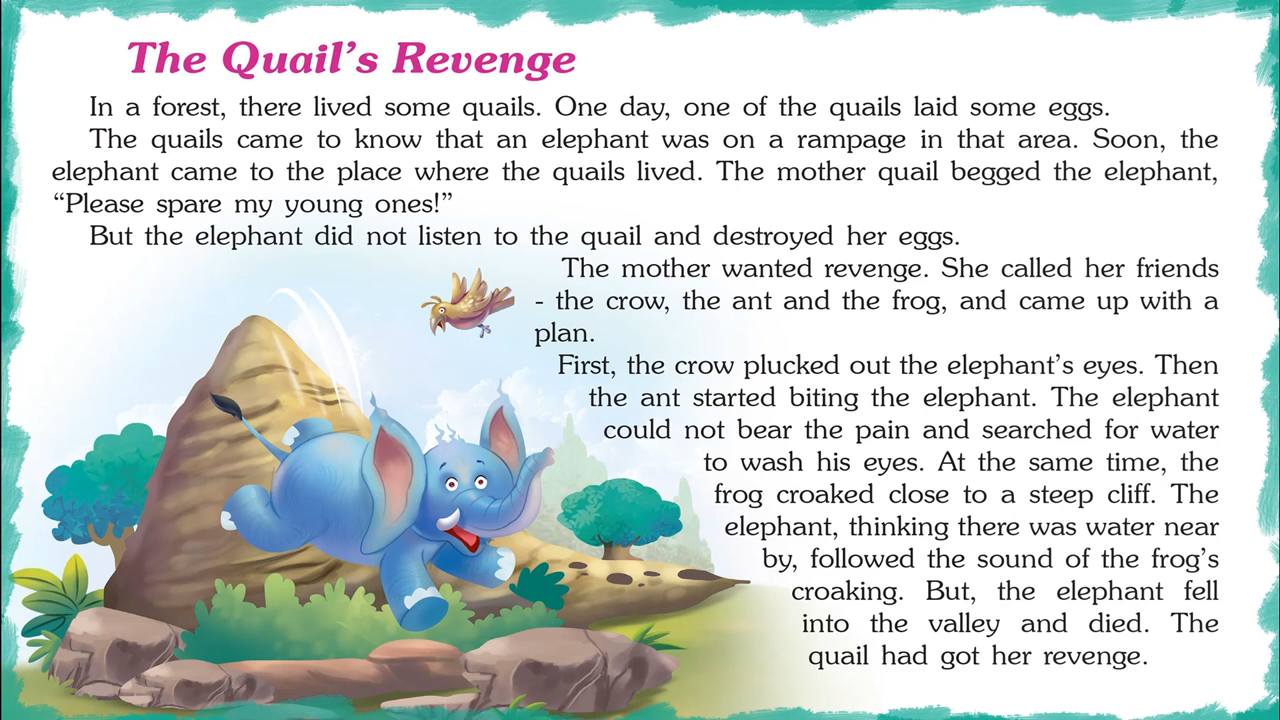 The Quail's Revenge
In a forest, there lived some quails. One day, one of the quails laid some eggs.
The quails came to know that an elephant was on a rampage in that area. Soon, the
elephant came to the place where the quails lived. The mother quail begged the elephant,
“Please spare my young ones!”
But the elephant did not listen to the quail and destroyed her eggs.
The mother wanted revenge. She called her friends
- the crow, the ant and the frog, and came up with a
plan.
First, the crow plucked out the elephant’s eyes. Then
the ant started biting the elephant. The elephant
could not bear the pain and searched for water
to wash his eyes. At the same time, the
frog croaked close to a steep cliff. The
elephant, thinking there was water near
by, followed the sound of the frog’s
croaking. But, the elephant fell
into the valley and died. The
quail had got her revenge.